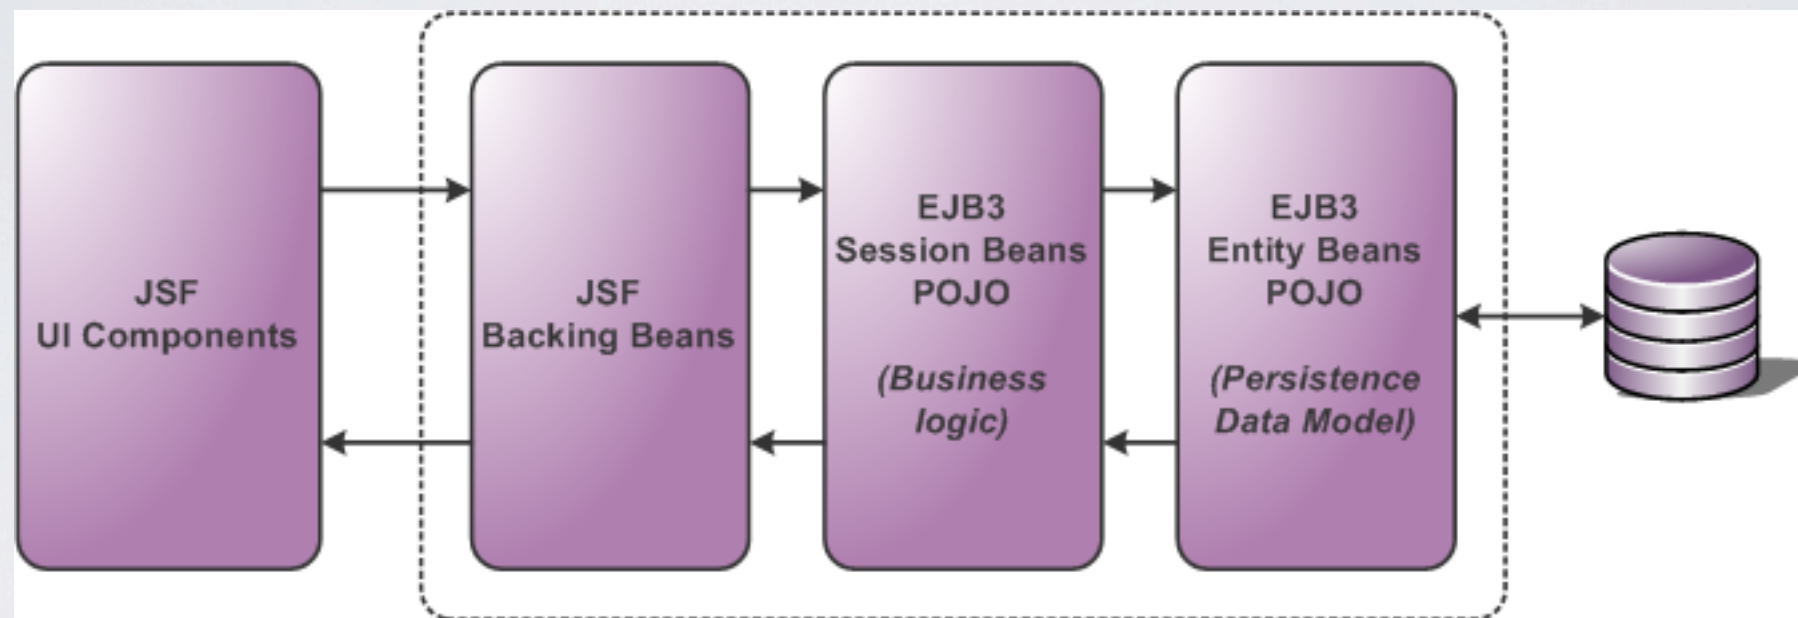 JSF
UI Components
JSF
Backing Beans
EJB3
Session Beans
POJO
(Business
logic)
EJB3
Entity Beans
POJO
(Persistence
Data Model)